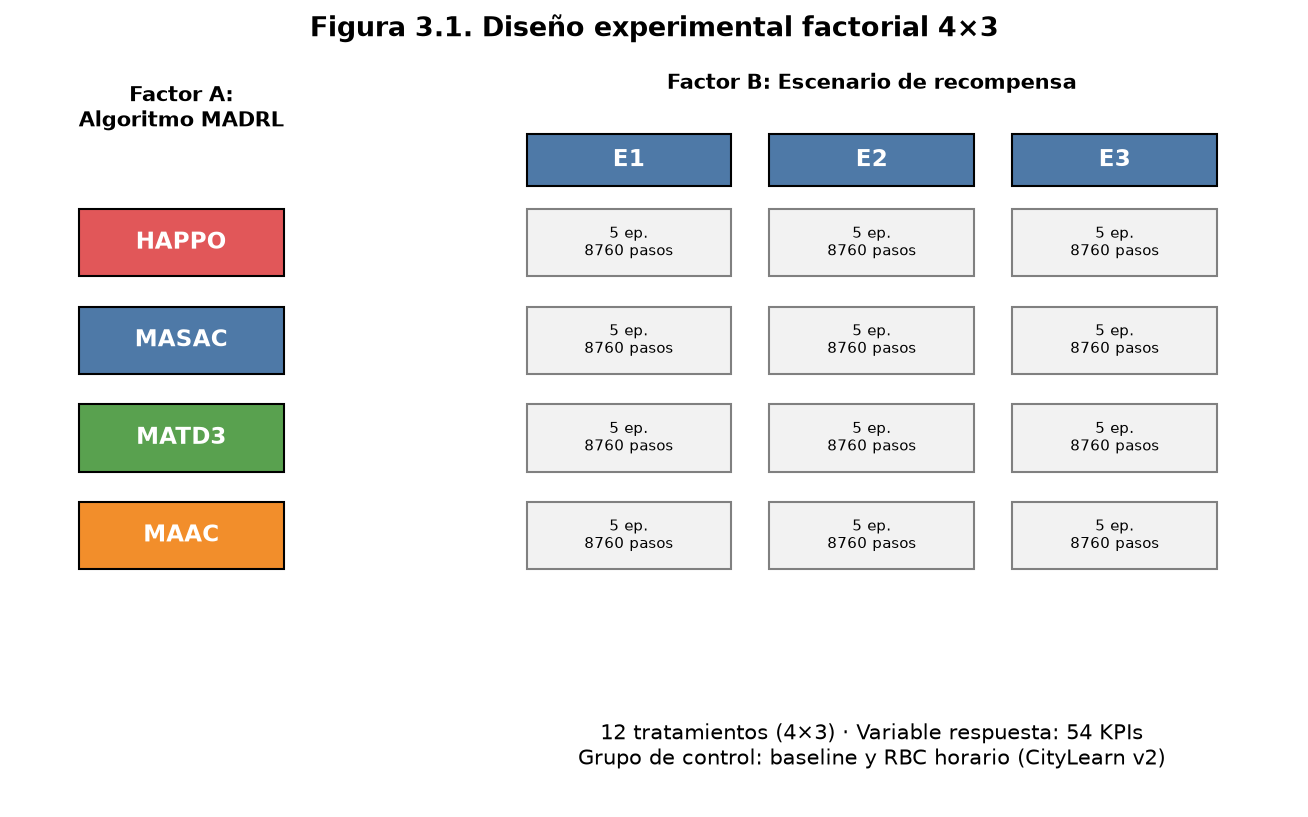 Figura 3.1. Diseño experimental factorial 4×3
Factor A:
Algoritmo MADRL
Factor B: Escenario de recompensa
E1
E2
E3
HAPPO
5 ep.
8760 pasos
5 ep.
8760 pasos
5 ep.
8760 pasos
MASAC
5 ep.
8760 pasos
5 ep.
8760 pasos
5 ep.
8760 pasos
MATD3
5 ep.
8760 pasos
5 ep.
8760 pasos
5 ep.
8760 pasos
MAAC
5 ep.
8760 pasos
5 ep.
8760 pasos
5 ep.
8760 pasos
12 tratamientos (4×3) · Variable respuesta: 54 KPIs
Grupo de control: baseline y RBC horario (CityLearn v2)